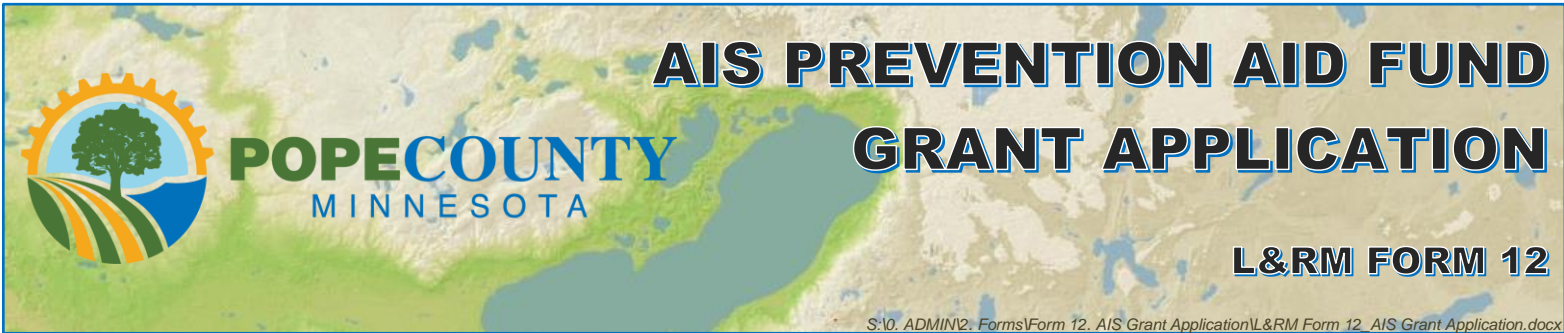 AIS PREVENTION AID FUND
GRANT APPLICATION
POPECOUNTY
MINNESOTA
L&RM FORM 12
S:\0. ADMIN\2. Forms\Form 12. AIS Grant Application\L&RM Form 12_AIS Grant Application.docx